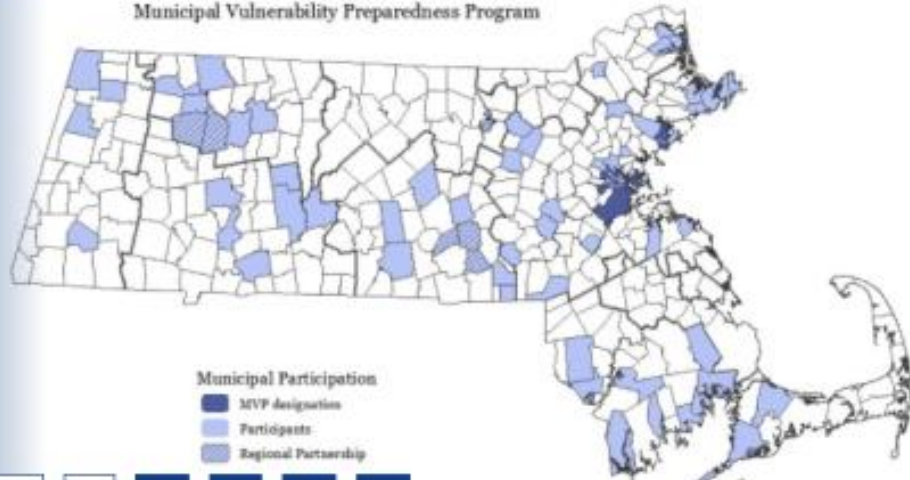 Municipal Vulnerability Preparedness Program
Municipal Participation
MVP designation
Participants
Regional Partnership